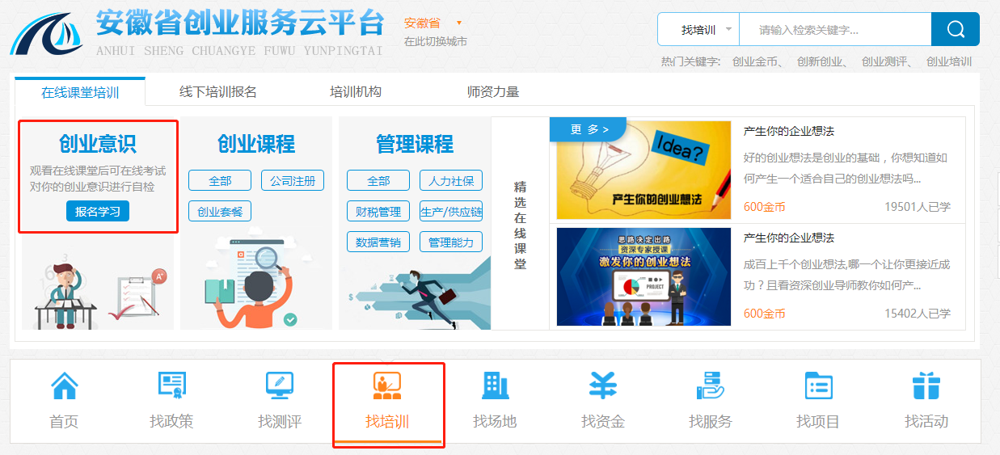 安徽省创业服务云平台
ANHUI SHENG CHUANGYE FUWU YUNPINGTAI
安徽省
在此切换城市
找培训
请输入检索关键字...
热门关键字: 创业金币、 创新创业、 创业测评、 创业培训
在线课堂培训 线下培训报名 培训机构 师资力量
创业意识
观看在线课堂后可在线考试
对你的创业意识进行自检
报名学习
创业课程
全部 公司注册
创业套餐
管理课程
全部 人力社保
财税管理 生产/供应链
数据营销 管理能力
精选在线课堂
更 多 >
Idea?
产生你的创业想法
产生你的企业想法
好的创业想法是创业的基础，你想知道如
何产生一个适合自己的创业想法吗...
600金币 19501人已学
思路决定出路
资深专家授课
激发你的创业想法
PROJECT
产生你的企业想法
成百上千个创业想法,哪一个让你更接近成
功？且看资深创业导师教你如何产...
600金币 15402人已学
首页 找政策 找测评 找培训 找场地 找资金 找服务 找项目 找活动